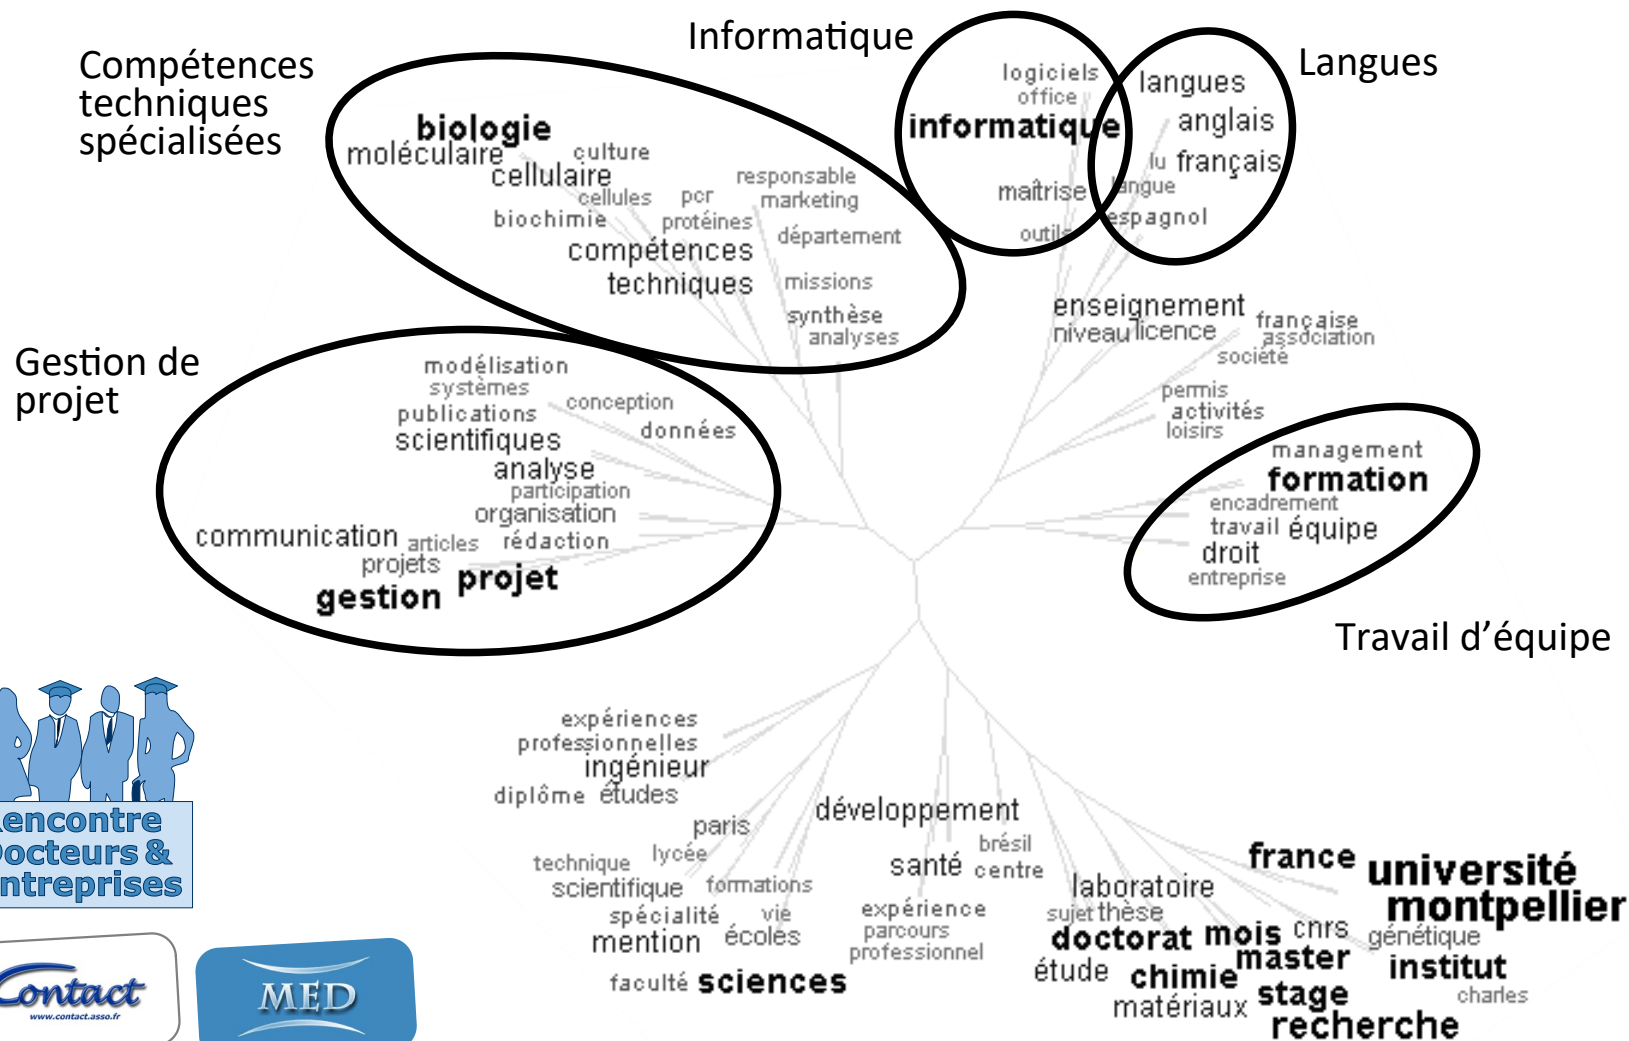 Informatique
Langues
Compétences
techniques
spécialisées
logiciels
office
informatique
maîtrise
outils
langues
anglais
lu français
langue
espagnol
biologie
moléculaire
culture
cellulaire
cellules
pcr
biochimie
protéines
compétences
techniques
responsable
marketing
département
missions
synthèse
analyses
enseignement
niveau licence
française
association
société
permis
activités
loisirs
Gestion de
projet
modélisation
systèmes
conception
publications
données
scientifiques
analyse
participation
organisation
communication articles rédaction
projets
projet
gestion
management
formation
encadrement
travail équipe
droit
entreprise
Travail d’équipe
expériences
professionnelles
ingénieur
diplôme études
paris
technique lycée
scientifique formations
spécialité vie
mention écoles
faculté sciences
développement
brésil
santé centre
expérience
parcours
professionnel
laboratoire
sujet thèse
doctorat mois cnrs
étude chimie master
matériaux stage
recherche
france
université
montpellier
génétique
institut
charles
Docteurs &
Contact
www.contact.asso.fr
MED